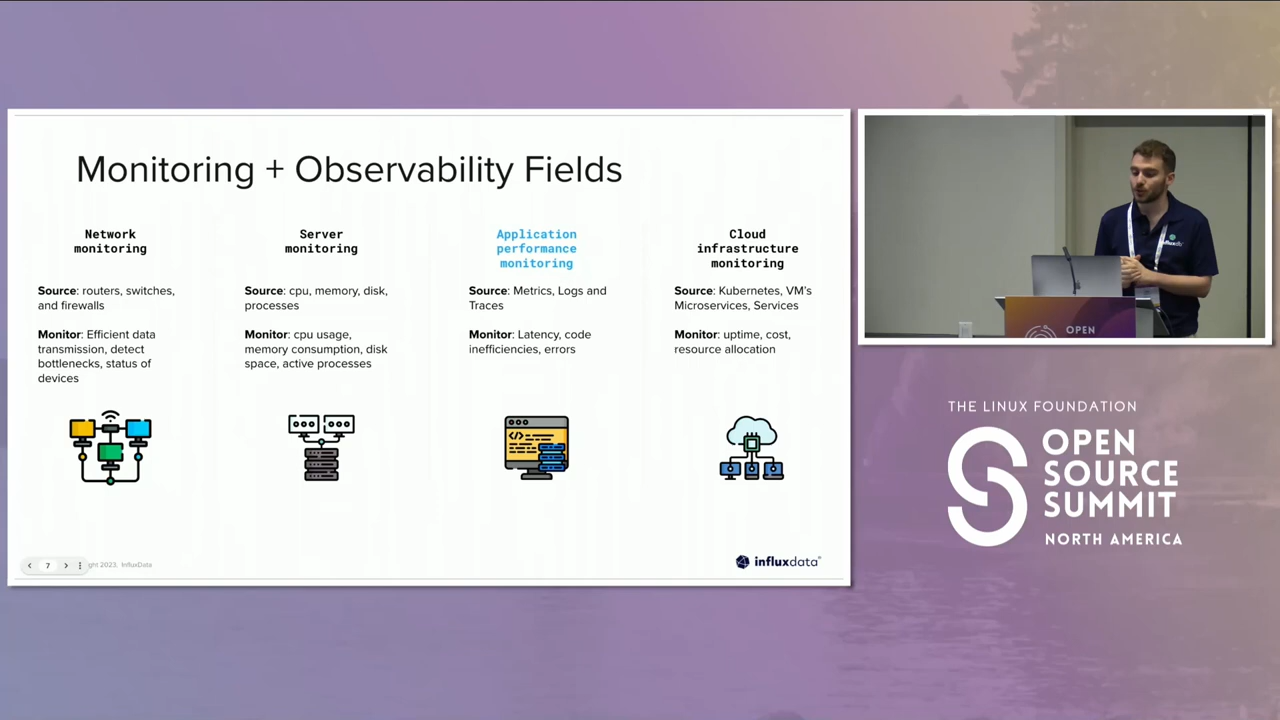 Monitoring + Observability Fields
Network
monitoring
Source: routers, switches,
and firewalls
Monitor: Efficient data
transmission, detect
bottlenecks, status of
devices
Server
monitoring
Source: cpu, memory, disk,
processes
Monitor: cpu usage,
memory consumption, disk
space, active processes
Application
performance
monitoring
Source: Metrics, Logs and
Traces
Monitor: Latency, code
inefficiencies, errors
Cloud
infrastructure
monitoring
Source: Kubernetes, VM's
Microservices, Services
Monitor: uptime, cost,
resource allocation
7
2023, InfluxData
influxdata
OPEN
THE LINUX FOUNDATION
OPEN
SOURCE
SUMMIT
NORTH AMERICA